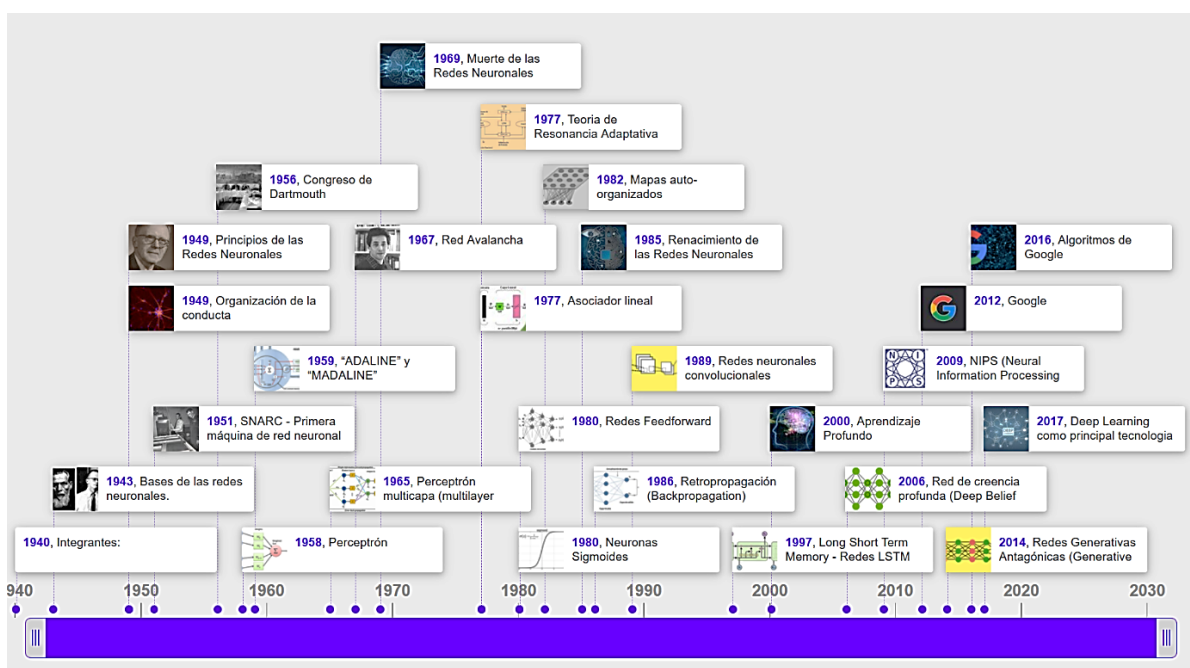 1969, Muerte de las
Redes Neuronales
1977, Teoria de
Resonancia Adaptativa
1956, Congreso de
Dartmouth
1982, Mapas auto-
organizados
1949, Principios de las
Redes Neuronales
1967, Red Avalancha
1985, Renacimiento de
las Redes Neuronales
2016, Algoritmos de
Google
1949, Organización de la
conducta
1977, Asociador lineal
2012, Google
1959, “ADALINE” y
“MADALINE”
1989, Redes neuronales
convolucionales
N I P S
2009, NIPS (Neural
Information Processing
1951, SNARC - Primera
máquina de red neuronal
1980, Redes Feedforward
2000, Aprendizaje
Profundo
2017, Deep Learning
como principal tecnologia
1943, Bases de las redes
neuronales.
1965, Perceptrón
multicapa (multilayer
1986, Retropropagación
(Backpropagation)
2006, Red de creencia
profunda (Deep Belief
1940, Integrantes:
1958, Perceptrón
1980, Neuronas
Sigmoides
1997, Long Short Term
Memory - Redes LSTM
2014, Redes Generativas
Antagónicas (Generative
940 1950 1960 1970 1980 1990 2000 2010 2020 2030